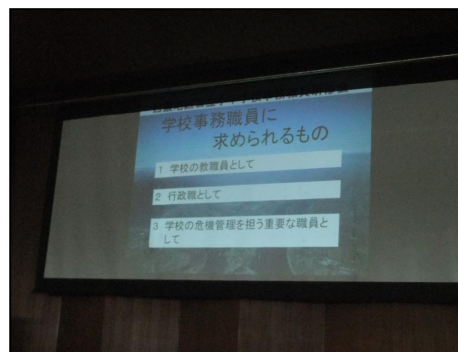 学校事務職員に
求められるもの
1 学校の教職員として
2 行政職として
3 学校の危機管理を担う重要な職員と
して